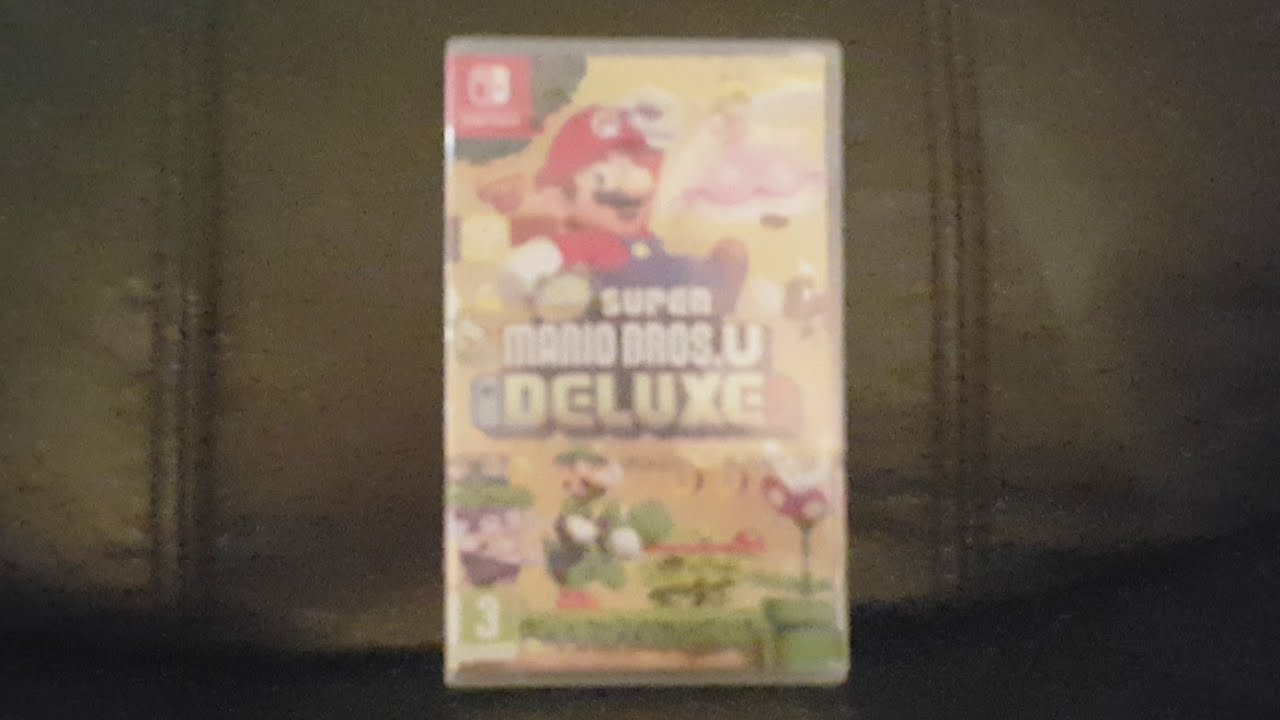 SUPER
MARIO BROS. U
DELUXE
3